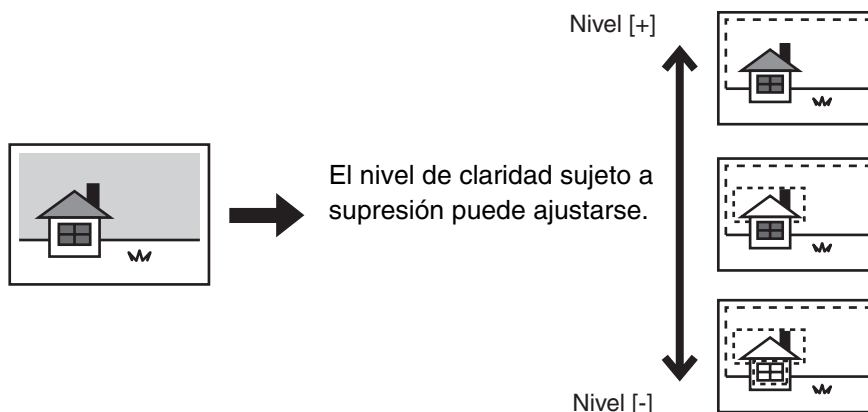 Nivel [+]
El nivel de claridad sujeto a
supresión puede ajustarse.
Nivel [-]